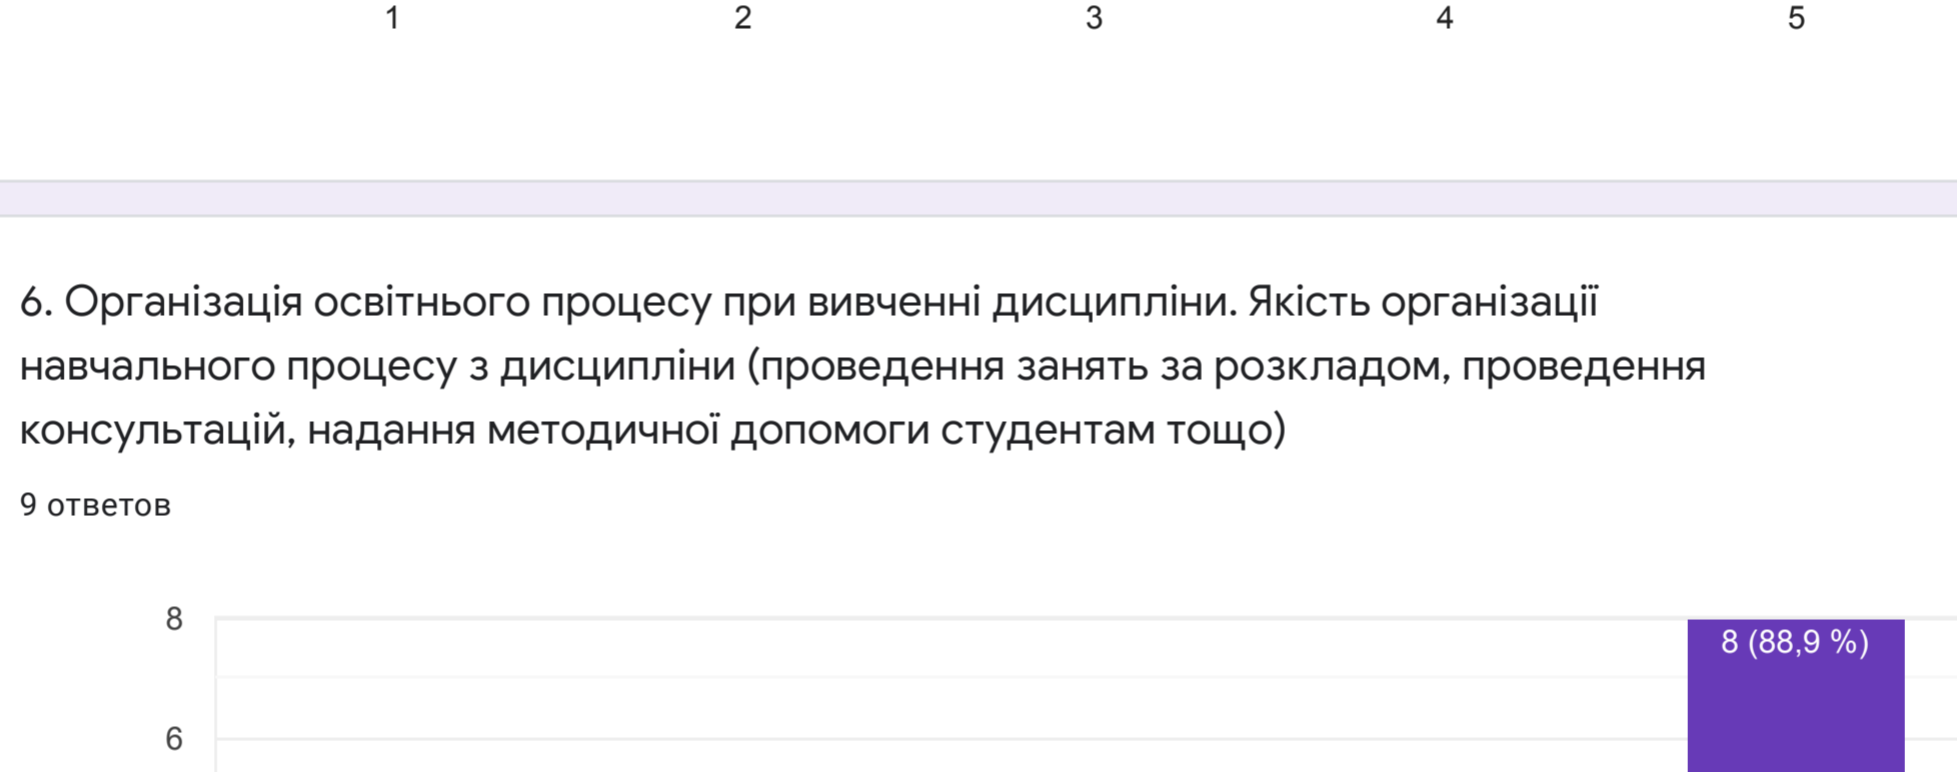 1 2 3 4 5
6. Організація освітнього процесу при вивченні дисципліни. Якість організації
навчального процесу з дисципліни (проведення занять за розкладом, проведення
консультацій, надання методичної допомоги студентам тощо)
9 ответов
8
8 (88,9 %)
6